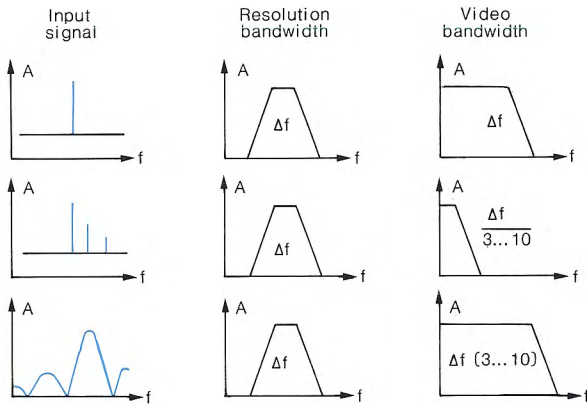 Input
signal
Resolution
bandwidth
Video
bandwidth
A
f
A
Δf
f
A
Δf
f
A
f
A
Δf
f
A
Δf
3... 10
f
A
f
A
Δf
f
A
Δf (3... 10)
f